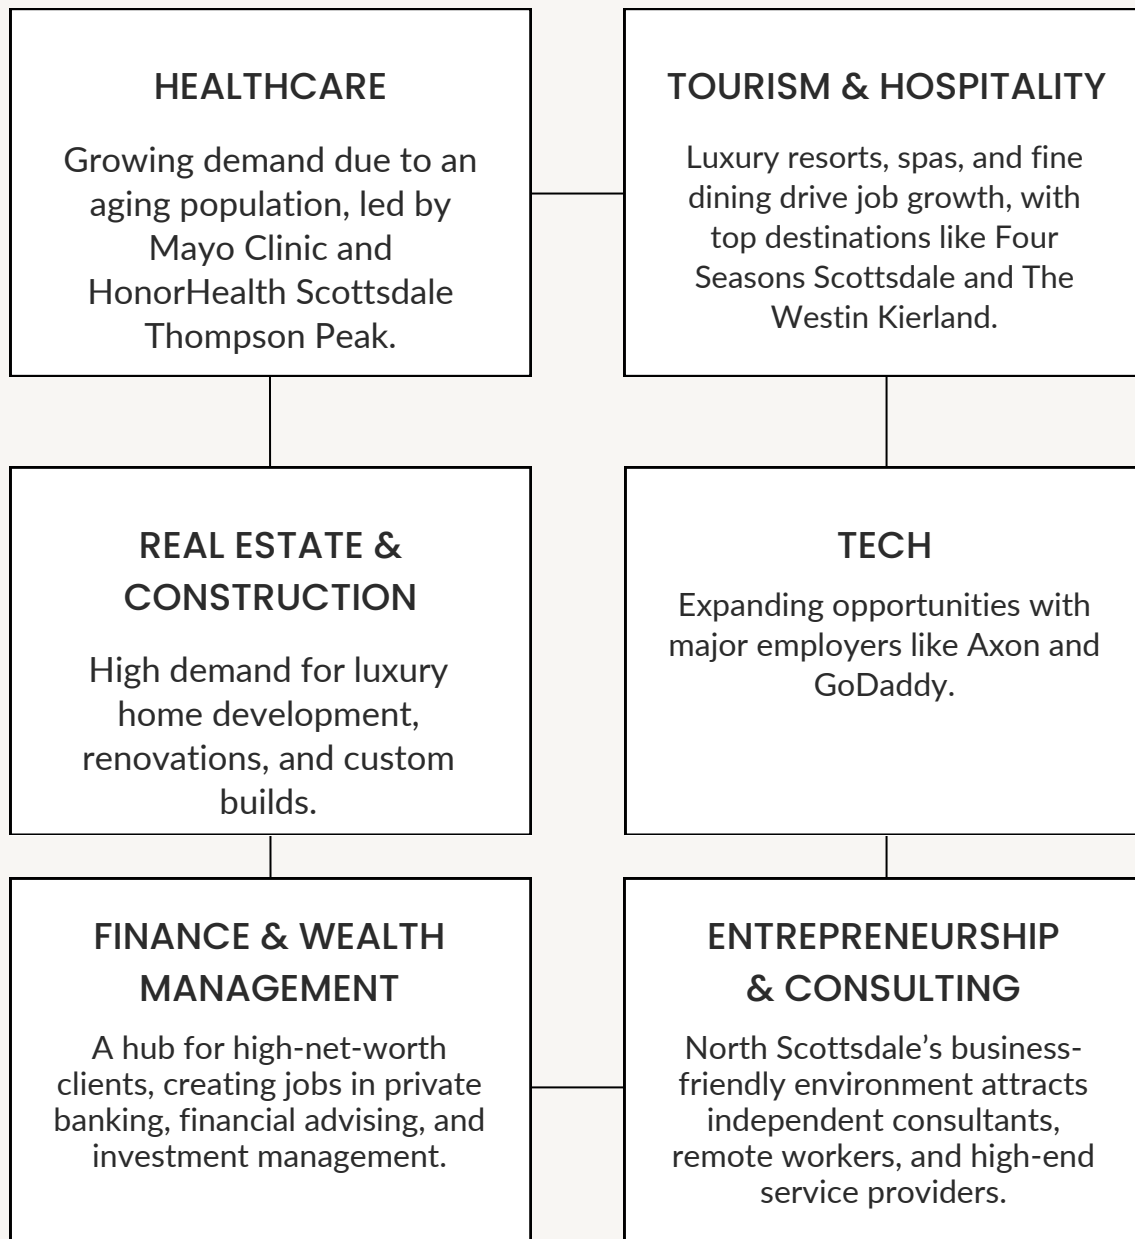 HEALTHCARE
Growing demand due to an
aging population, led by
Mayo Clinic and
HonorHealth Scottsdale
Thompson Peak.
TOURISM & HOSPITALITY
Luxury resorts, spas, and fine
dining drive job growth, with
top destinations like Four
Seasons Scottsdale and The
Westin Kierland.
REAL ESTATE &
CONSTRUCTION
High demand for luxury
home development,
renovations, and custom
builds.
TECH
Expanding opportunities with
major employers like Axon and
GoDaddy.
FINANCE & WEALTH
MANAGEMENT
A hub for high-net-worth
clients, creating jobs in private
banking, financial advising, and
investment management.
ENTREPRENEURSHIP
& CONSULTING
North Scottsdale’s business-
friendly environment attracts
independent consultants,
remote workers, and high-end
service providers.